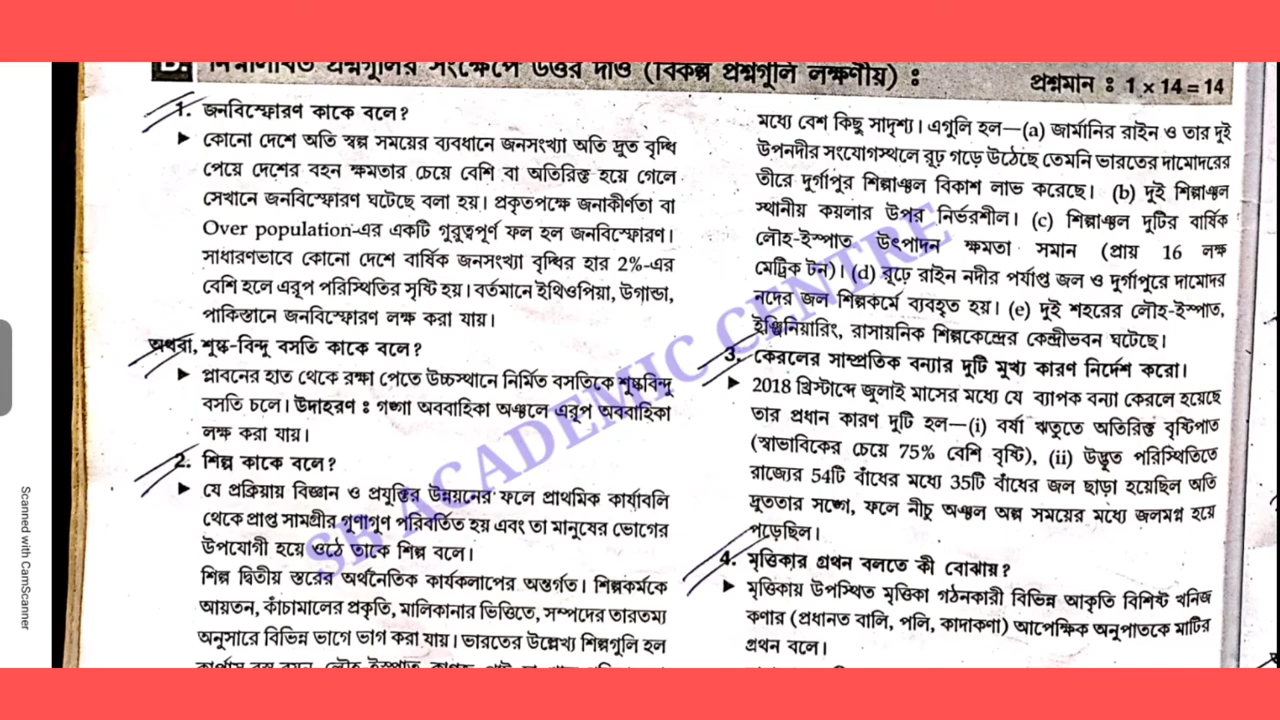 B. নিম্নলিখিত প্রশ্নগুলির সংক্ষেপে উত্তর দাও (বিকল্প প্রশ্নগুলি লক্ষণীয়) :
প্রশ্নমান : 1 × 14 = 14
1. জনবিস্ফোরণ কাকে বলে?
▶ কোনো দেশে অতি স্বল্প সময়ের ব্যবধানে জনসংখ্যা অতি দ্রুত বৃদ্ধি
পেয়ে দেশের বহন ক্ষমতার চেয়ে বেশি বা অতিরিক্ত হয়ে গেলে
সেখানে জনবিস্ফোরণ ঘটেছে বলা হয়। প্রকৃতপক্ষে জনাকীর্ণতা বা
Over population-এর একটি গুরুত্বপূর্ণ ফল হল জনবিস্ফোরণ।
সাধারণভাবে কোনো দেশে বার্ষিক জনসংখ্যা বৃদ্ধির হার 2%-এর
বেশি হলে এরূপ পরিস্থিতির সৃষ্টি হয়। বর্তমানে ইথিওপিয়া, উগান্ডা,
পাকিস্তানে জনবিস্ফোরণ লক্ষ করা যায়।
অথবা, শুষ্ক-বিন্দু বসতি কাকে বলে?
▶ প্লাবনের হাত থেকে রক্ষা পেতে উচ্চস্থানে নির্মিত বসতিকে শুষ্কবিন্দু
বসতি চলে। উদাহরণ : গঙ্গা অববাহিকা অঞ্চলে এরূপ অববাহিকা
লক্ষ করা যায়।
2. শিল্প কাকে বলে?
▶ যে প্রক্রিয়ায় বিজ্ঞান ও প্রযুক্তির উন্নয়নের ফলে প্রাথমিক কার্যাবলি
থেকে প্রাপ্ত সামগ্রীর গুণাগুণ পরিবর্তিত হয় এবং তা মানুষের ভোগের
উপযোগী হয়ে ওঠে তাকে শিল্প বলে।
শিল্প দ্বিতীয় স্তরের অর্থনৈতিক কার্যকলাপের অন্তর্গত। শিল্পকর্মকে
আয়তন, কাঁচামালের প্রকৃতি, মালিকানার ভিত্তিতে, সম্পদের তারতম্য
অনুসারে বিভিন্ন ভাগে ভাগ করা যায়। ভারতের উল্লেখ্য শিল্পগুলি হল
মধ্যে বেশ কিছু সাদৃশ্য। এগুলি হল—(a) জার্মানির রাইন ও তার দুই
উপনদীর সংযোগস্থলে রূঢ় গড়ে উঠেছে তেমনি ভারতের দামোদরের
তীরে দুর্গাপুর শিল্পাঞ্চল বিকাশ লাভ করেছে। (b) দুই শিল্পাঞ্চল
স্থানীয় কয়লার উপর নির্ভরশীল। (c) শিল্পাঞ্চল দুটির বার্ষিক
লৌহ-ইস্পাত উৎপাদন ক্ষমতা সমান (প্রায় 16 লক্ষ
মেট্রিক টন)। (d) রূঢ়ে রাইন নদীর পর্যাপ্ত জল ও দুর্গাপুরে দামোদর
নদের জল শিল্পকর্মে ব্যবহৃত হয়। (e) দুই শহরের লৌহ-ইস্পাত,
ইঞ্জিনিয়ারিং, রাসায়নিক শিল্পকেন্দ্রের কেন্দ্রীভবন ঘটেছে।
3. কেরলের সাম্প্রতিক বন্যার দুটি মুখ্য কারণ নির্দেশ করো।
▶ 2018 খ্রিস্টাব্দে জুলাই মাসের মধ্যে যে ব্যাপক বন্যা কেরলে হয়েছে
তার প্রধান কারণ দুটি হল—(i) বর্ষা ঋতুতে অতিরিক্ত বৃষ্টিপাত
(স্বাভাবিকের চেয়ে 75% বেশি বৃষ্টি), (ii) উদ্ভূত পরিস্থিতিতে
রাজ্যের 54টি বাঁধের মধ্যে 35টি বাঁধের জল ছাড়া হয়েছিল অতি
দ্রুততার সঙ্গে, ফলে নীচু অঞ্চল অল্প সময়ের মধ্যে জলমগ্ন হয়ে
পড়েছিল।
4. মৃত্তিকার গ্রথন বলতে কী বোঝায়?
▶ মৃত্তিকায় উপস্থিত মৃত্তিকা গঠনকারী বিভিন্ন আকৃতি বিশিষ্ট খনিজ
কণার (প্রধানত বালি, পলি, কাদাকণা) আপেক্ষিক অনুপাতকে মাটির
গ্রথন বলে।
SB ACADEMIC CENTRE
Scanned with CamScanner